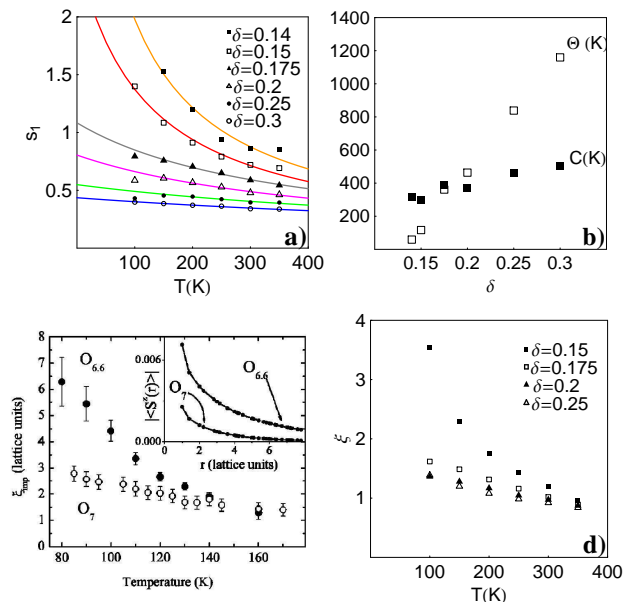 2
1.5
1
0.5
S1
δ=0.14
δ=0.15
δ=0.175
δ=0.2
δ=0.25
δ=0.3
a)
0 100 200 300 400
T(K)
1400
1200
1000
800
600
400
200
Θ (K)
C(K)
b)
0.15 0.2 0.25 0.3
δ
8
7
6
5
4
3
2
1
0
ξimp (lattice units)
O6.6
O7
80 100 120 140 160
Temperature (K)
0.006
0.000
|<Sz(r)>|
O6.6
O7
0 2 4 6
r (lattice units)
4
3
2
1
ξ
δ=0.15
δ=0.175
δ=0.2
δ=0.25
d)
100 200 300 400
T(K)